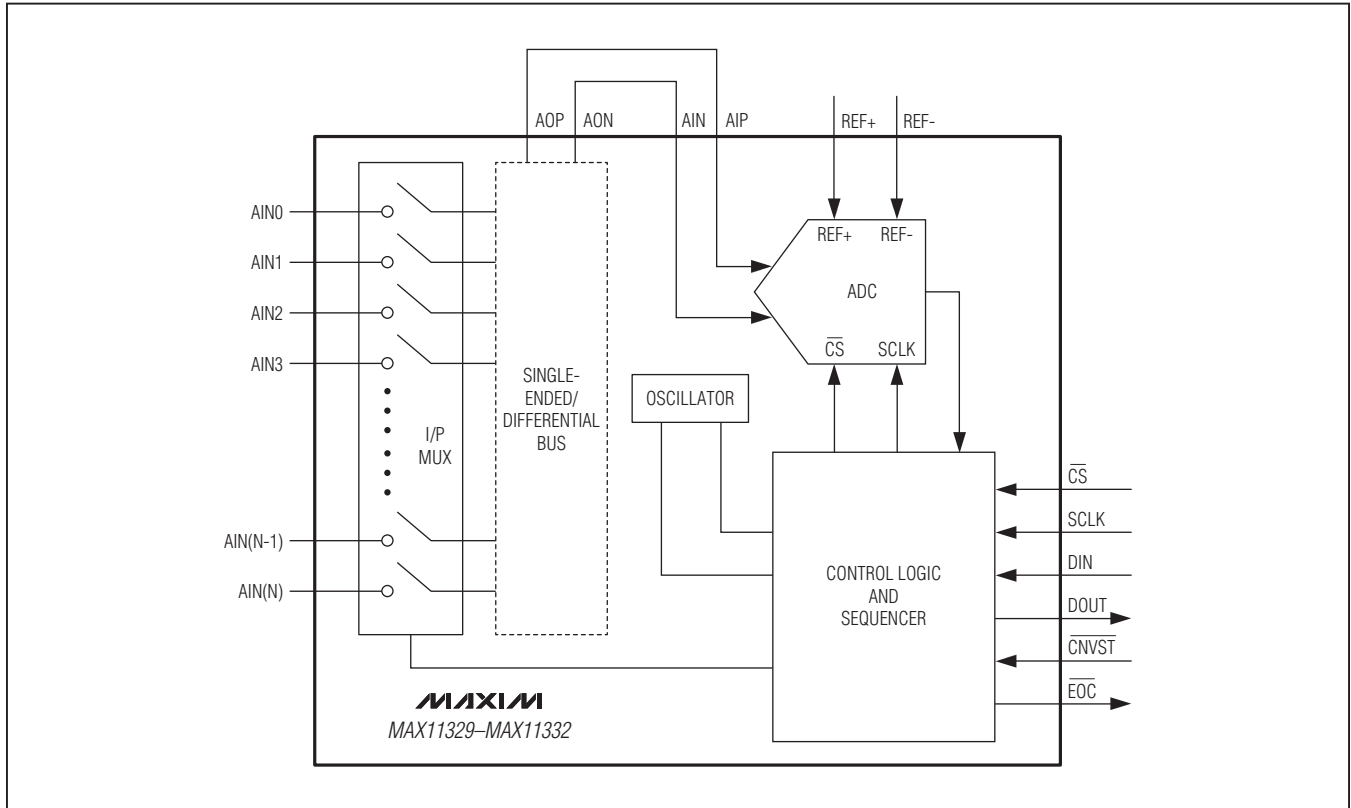 AOP AON AIN AIP REF+ REF-
AIN0
AIN1
AIN2
AIN3
AIN(N-1)
AIN(N)
I/P
MUX
SINGLE-
ENDED/
DIFFERENTIAL
BUS
REF+ REF-
ADC
CS SCLK
OSCILLATOR
CONTROL LOGIC
AND
SEQUENCER
CS
SCLK
DIN
DOUT
CNVST
EOC
MAXIM
MAX11329–MAX11332